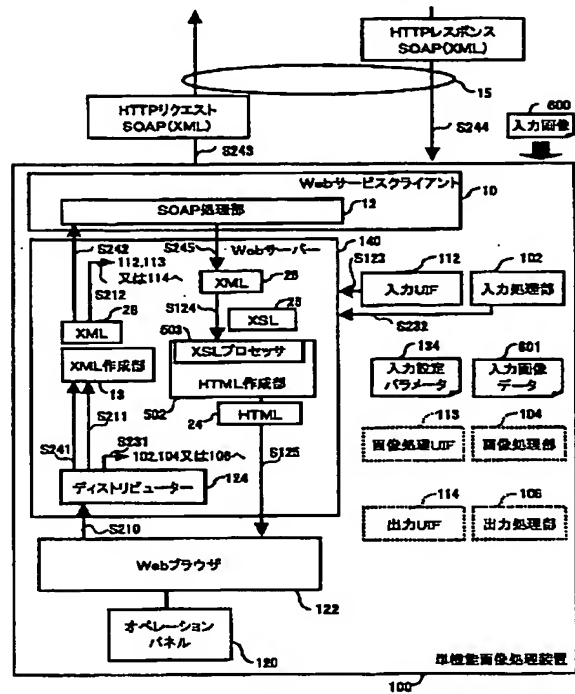 HTTPレスポンス
SOAP(XML)
15
HTTPリクエスト
SOAP(XML)
S243
S244
600
入力画像
Webサービスクライアント
10
SOAP処理部
12
S242
S245
Webサーバー
140
112,113
又は114へ
S212
XML
26
S124
XSL
S123
112
入力UIF
102
入力処理部
S232
XML
26
XML作成部
13
503
XSLプロセッサ
HTML作成部
502
HTML
24
134
入力設定
パラメータ
601
入力画像
データ
S241
S211
S231
102,104又は106へ
S125
113
画像処理UIF
104
画像処理部
ディストリビューター
124
114
出力UIF
106
出力処理部
S210
Webブラウザ
122
オペレーション
パネル
120
単機能画像処理装置
100